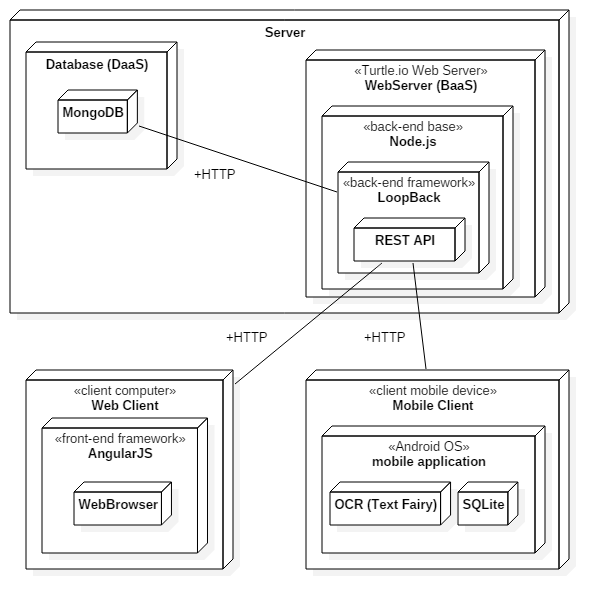 Server
Database (DaaS)
MongoDB
«Turtle.io Web Server»
WebServer (BaaS)
«back-end base»
Node.js
«back-end framework»
LoopBack
REST API
+HTTP
+HTTP
+HTTP
«client computer»
Web Client
«front-end framework»
AngularJS
WebBrowser
«client mobile device»
Mobile Client
«Android OS»
mobile application
OCR (Text Fairy)
SQLite